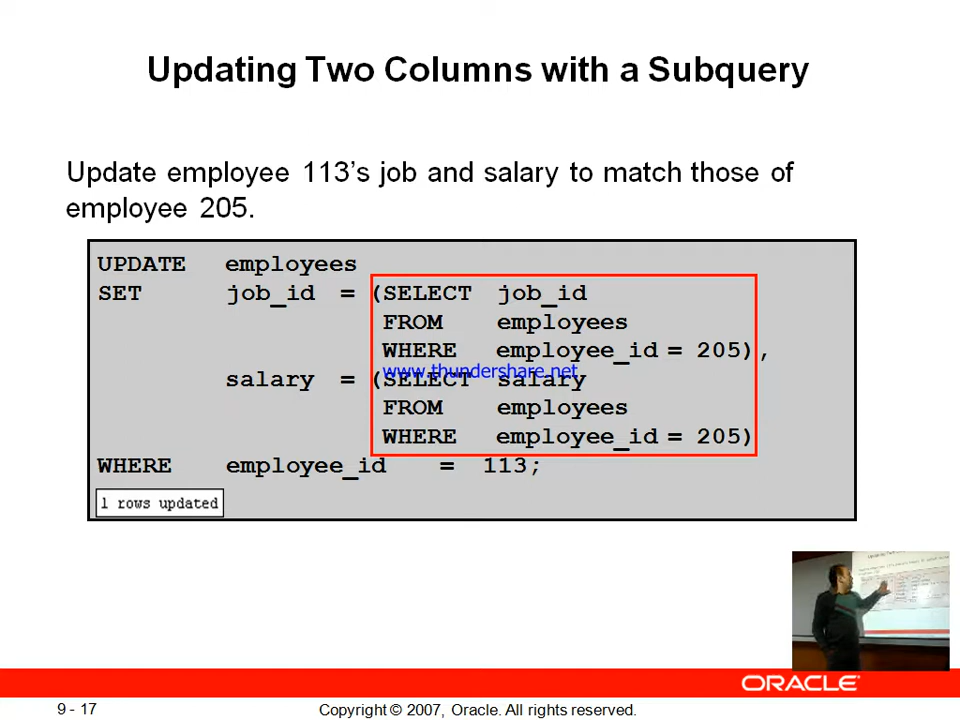 Updating Two Columns with a Subquery
Update employee 113’s job and salary to match those of
employee 205.
UPDATE employees
SET job_id = (SELECT job_id
FROM employees
WHERE employee_id = 205),
www.thundershare.net
salary = (SELECT salary
FROM employees
WHERE employee_id = 205)
WHERE employee_id = 113;
1 rows updated
ORACLE
9 - 17
Copyright © 2007, Oracle. All rights reserved.